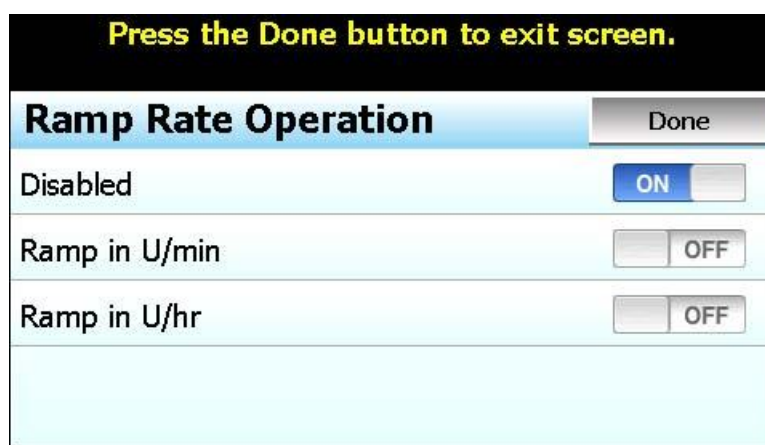 Press the Done button to exit screen.
Ramp Rate Operation
Done
Disabled
ON
Ramp in U/min
OFF
Ramp in U/hr
OFF